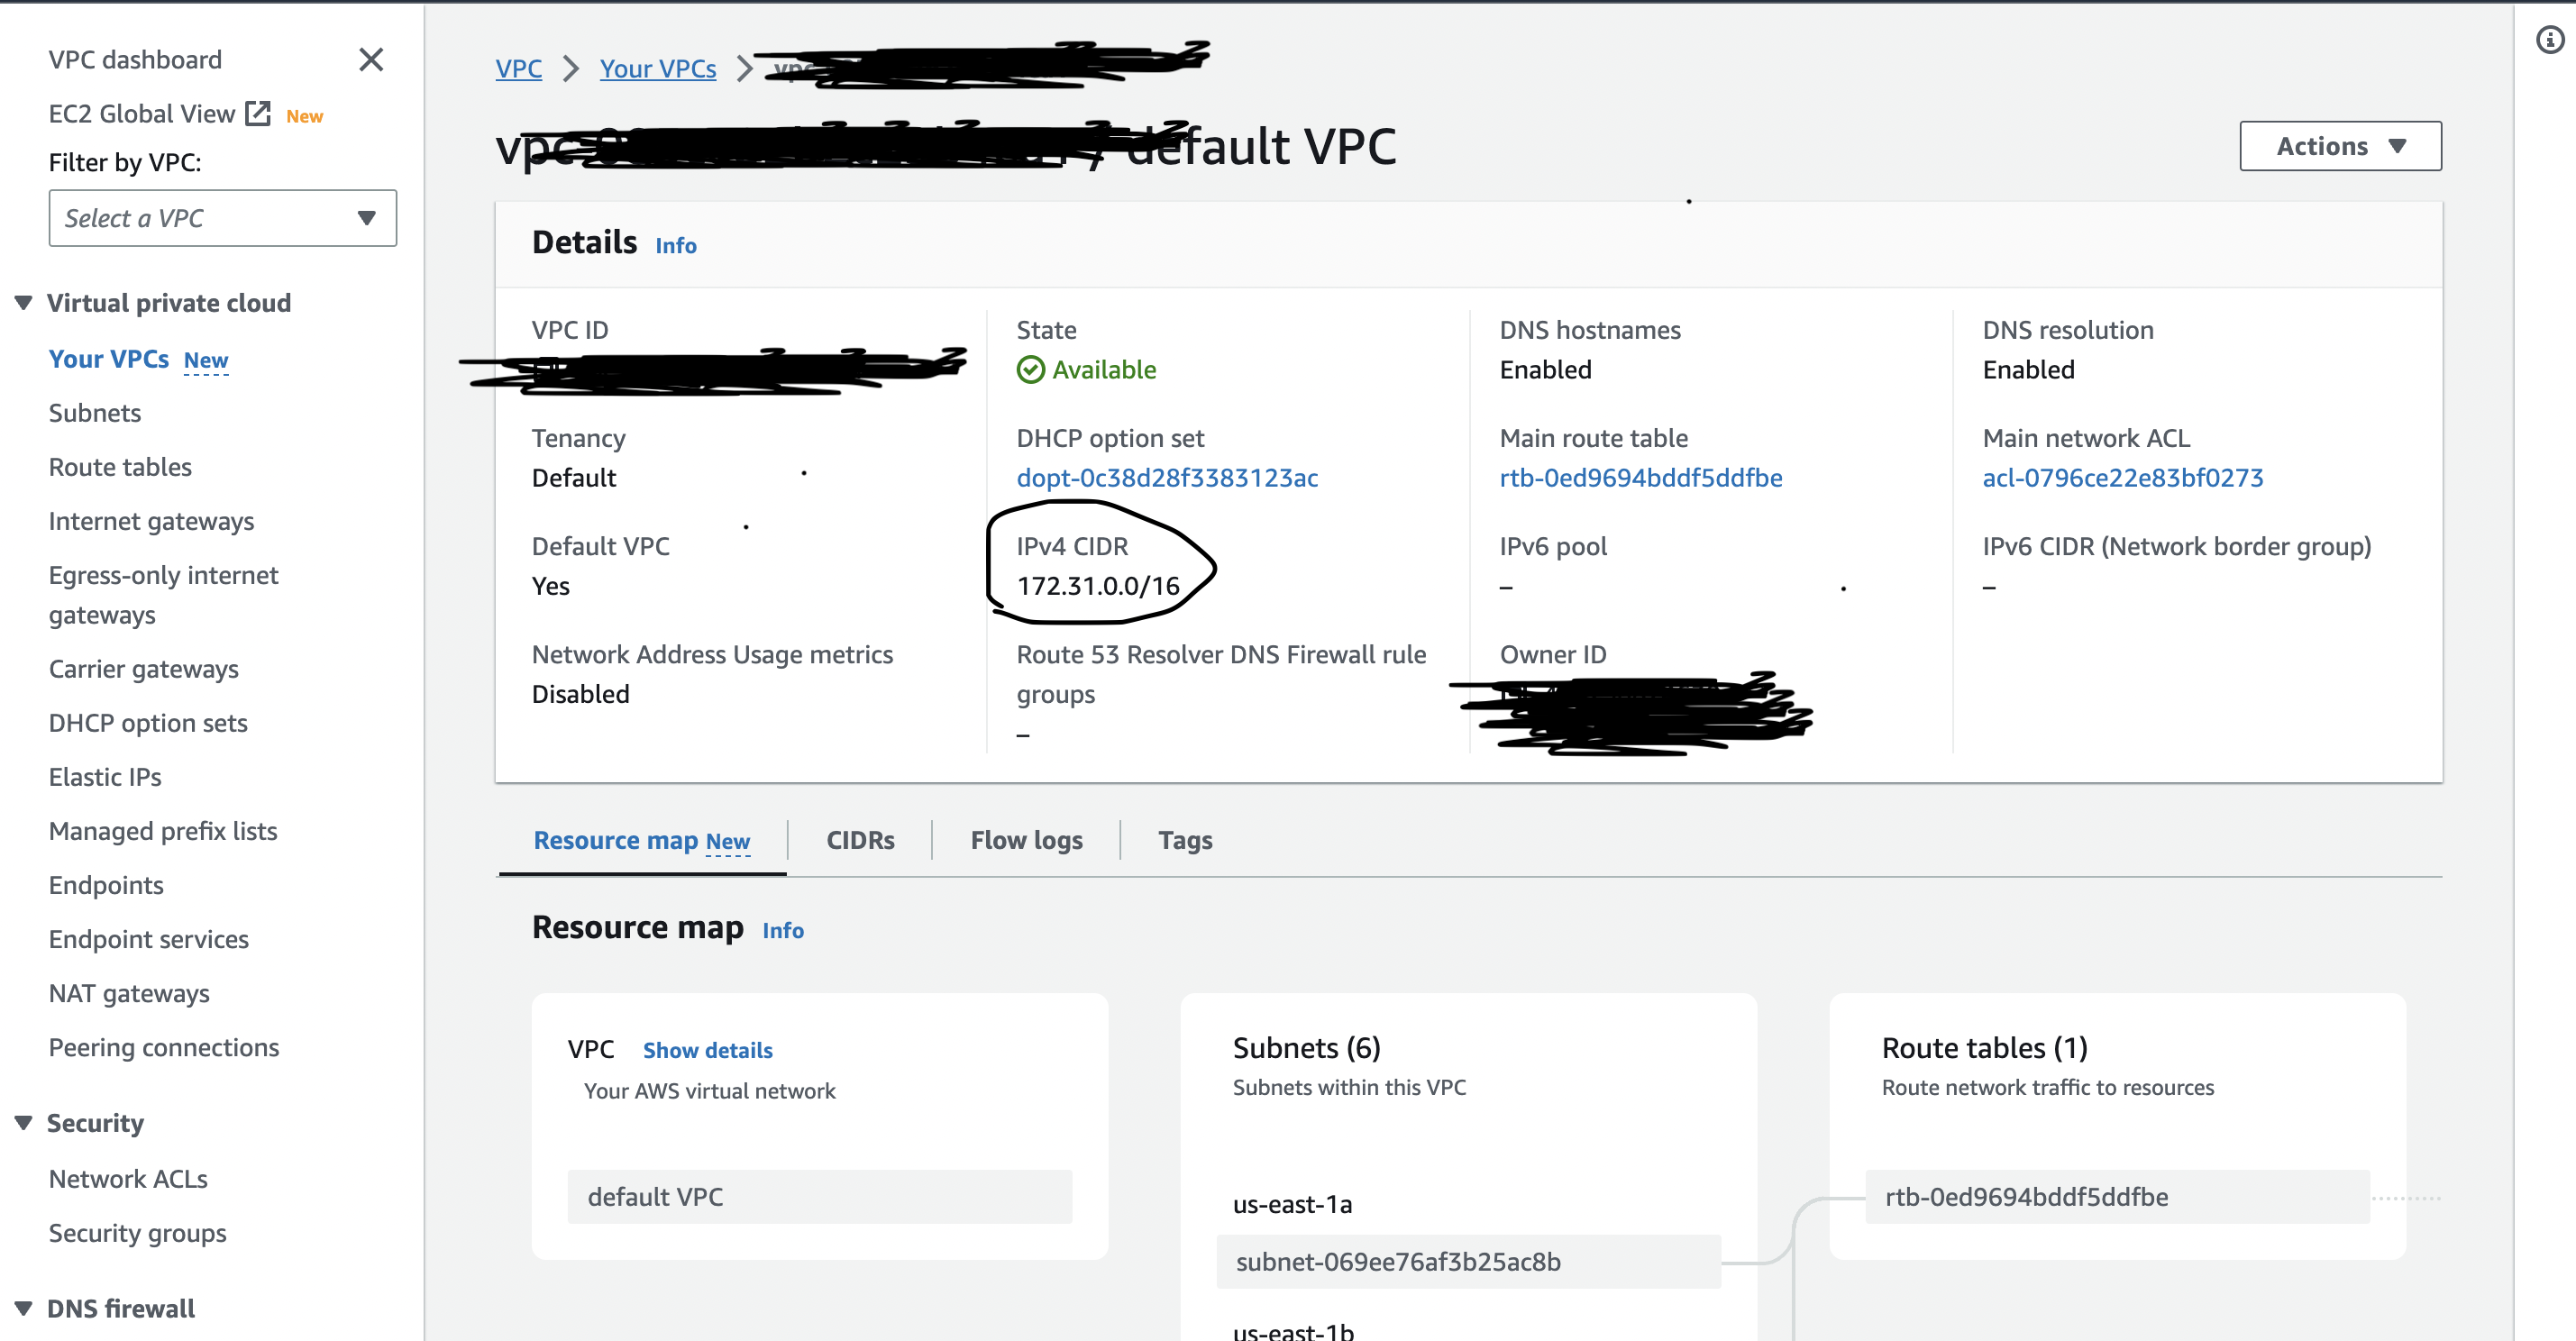 VPC dashboard
EC2 Global View New
Filter by VPC:
Select a VPC
Virtual private cloud
Your VPCs New
Subnets
Route tables
Internet gateways
Egress-only internet
gateways
Carrier gateways
DHCP option sets
Elastic IPs
Managed prefix lists
Endpoints
Endpoint services
NAT gateways
Peering connections
Security
Network ACLs
Security groups
DNS firewall
VPC > Your VPCs >
default VPC
Actions
Details Info
VPC ID
State
Available
DNS hostnames
Enabled
DNS resolution
Enabled
Tenancy
Default
DHCP option set
dopt-0c38d28f3383123ac
Main route table
rtb-0ed9694bddf5ddfbe
Main network ACL
acl-0796ce22e83bf0273
Default VPC
Yes
IPv4 CIDR
172.31.0.0/16
IPv6 pool
–
IPv6 CIDR (Network border group)
–
Network Address Usage metrics
Disabled
Route 53 Resolver DNS Firewall rule
groups
–
Owner ID
Resource map New
CIDRs
Flow logs
Tags
Resource map Info
VPC Show details
Your AWS virtual network
default VPC
Subnets (6)
Subnets within this VPC
us-east-1a
subnet-069ee76af3b25ac8b
us-east-1b
Route tables (1)
Route network traffic to resources
rtb-0ed9694bddf5ddfbe